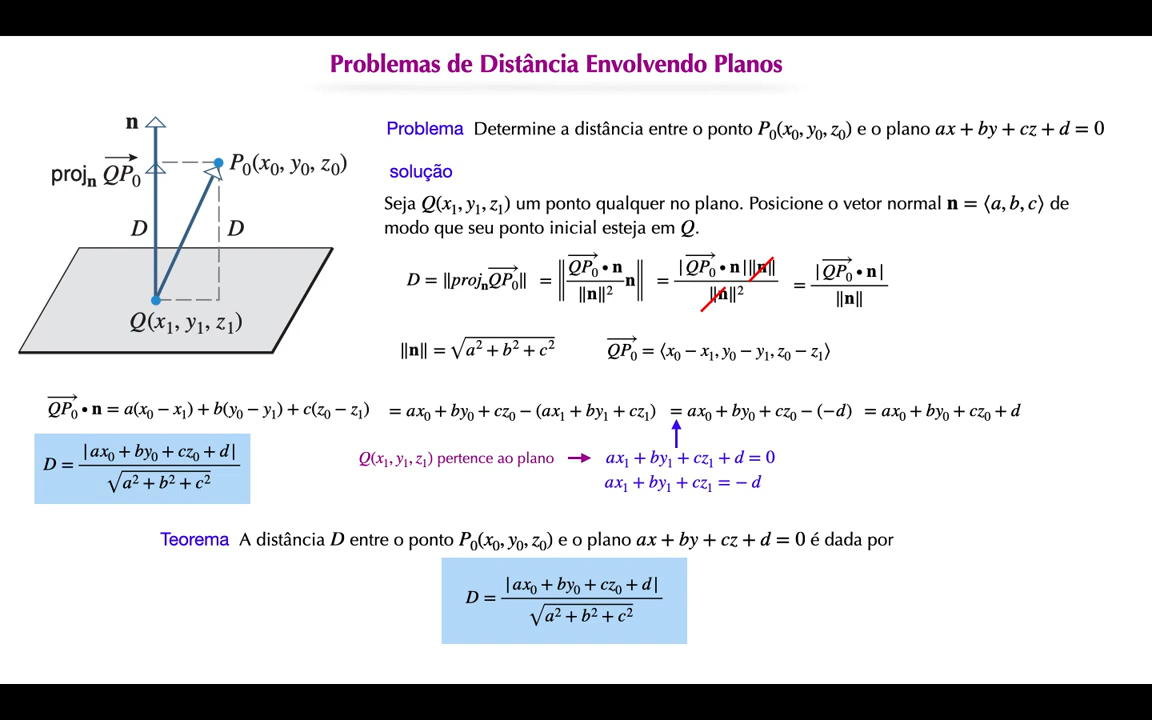 Problemas de Distância Envolvendo Planos
n
projₙ QP₀→
P₀(x₀, y₀, z₀)
D
D
Q(x₁, y₁, z₁)
Problema Determine a distância entre o ponto P₀(x₀, y₀, z₀) e o plano ax + by + cz + d = 0
solução
Seja Q(x₁, y₁, z₁) um ponto qualquer no plano. Posicione o vetor normal n = ⟨a, b, c⟩ de
modo que seu ponto inicial esteja em Q.
D = ‖projₙQP₀→‖ = ‖(QP₀→ • n)/‖n‖² n‖ = |QP₀→ • n|‖n‖/‖n‖² = |QP₀→ • n|/‖n‖
‖n‖ = √(a² + b² + c²) QP₀→ = ⟨x₀ − x₁, y₀ − y₁, z₀ − z₁⟩
QP₀→ • n = a(x₀ − x₁) + b(y₀ − y₁) + c(z₀ − z₁) = ax₀ + by₀ + cz₀ − (ax₁ + by₁ + cz₁) = ax₀ + by₀ + cz₀ − (−d) = ax₀ + by₀ + cz₀ + d
D = |ax₀ + by₀ + cz₀ + d|/√(a² + b² + c²)
Q(x₁, y₁, z₁) pertence ao plano → ax₁ + by₁ + cz₁ + d = 0
ax₁ + by₁ + cz₁ = − d
Teorema A distância D entre o ponto P₀(x₀, y₀, z₀) e o plano ax + by + cz + d = 0 é dada por
D = |ax₀ + by₀ + cz₀ + d|/√(a² + b² + c²)